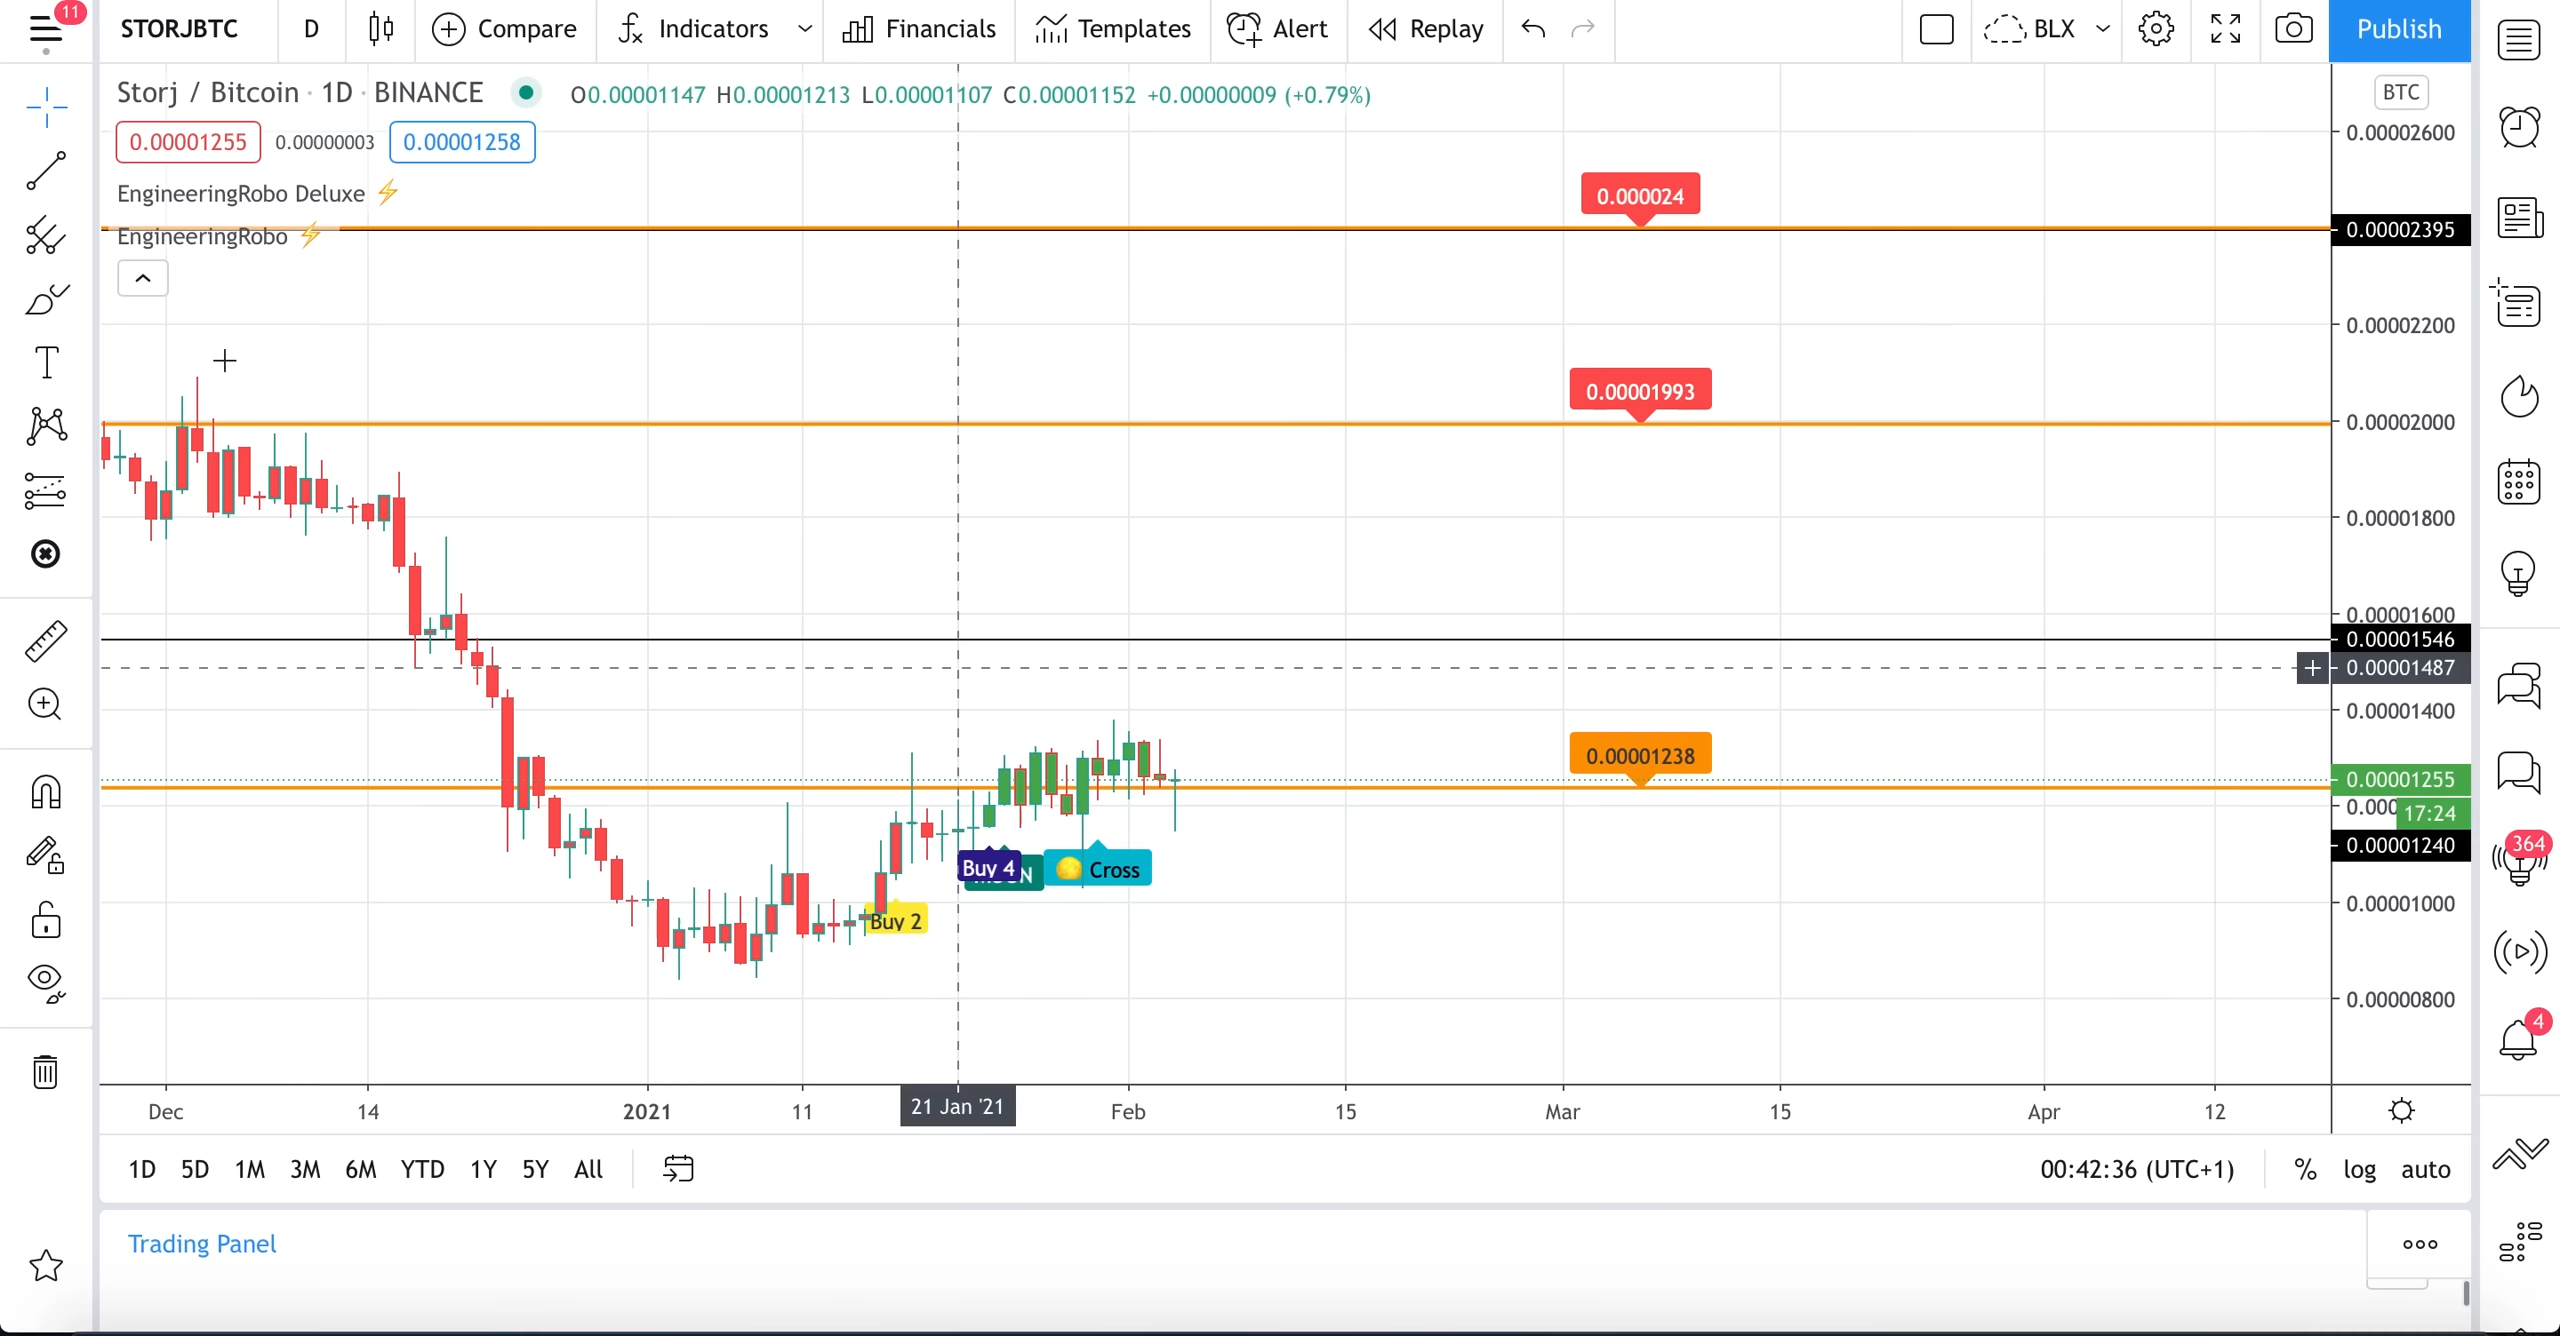 11
STORJBTC D Compare Indicators Financials Templates Alert Replay BLX Publish
Storj / Bitcoin · 1D · BINANCE O0.00001147 H0.00001213 L0.00001107 C0.00001152 +0.00000009 (+0.79%)
BTC
0.00001255 0.00000003 0.00001258
0.00002600
EngineeringRobo Deluxe ⚡
0.000024
EngineeringRobo ⚡
0.00002395
0.00002200
0.00001993
0.00002000
0.00001800
0.00001600
0.00001546
0.00001487
0.00001400
0.00001238
0.00001255
0.000 17:24
0.00001240
Buy 4 Cross
Buy 2
0.00001000
0.00000800
364
4
Dec 14 2021 11 21 Jan '21 Feb 15 Mar 15 Apr 12
1D 5D 1M 3M 6M YTD 1Y 5Y All 00:42:36 (UTC+1) % log auto
Trading Panel